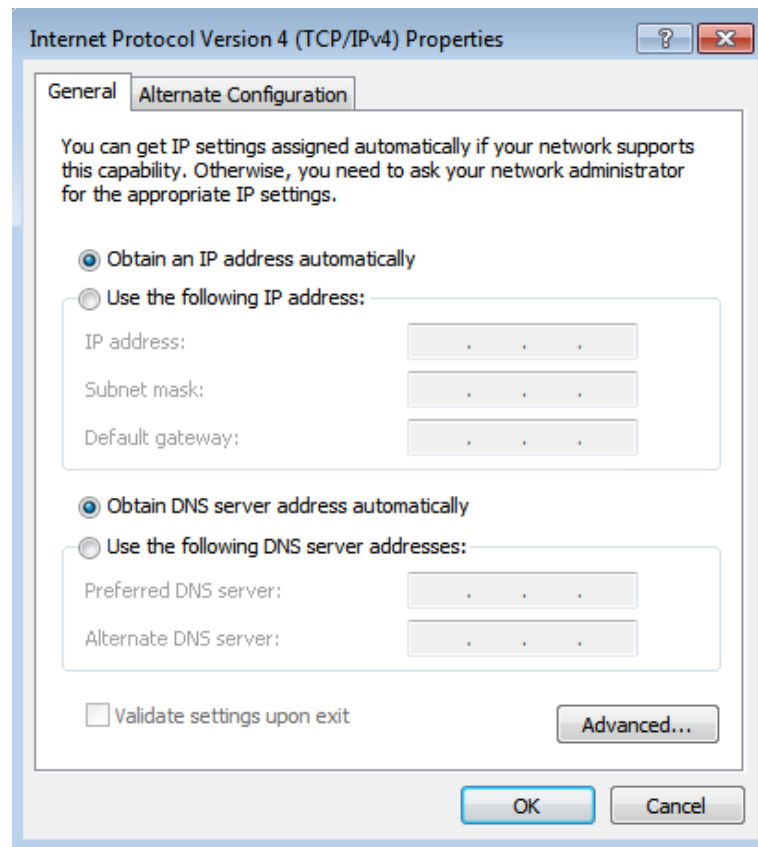 Internet Protocol Version 4 (TCP/IPv4) Properties
General
Alternate Configuration
You can get IP settings assigned automatically if your network supports
this capability. Otherwise, you need to ask your network administrator
for the appropriate IP settings.
Obtain an IP address automatically
Use the following IP address:
IP address:
Subnet mask:
Default gateway:
Obtain DNS server address automatically
Use the following DNS server addresses:
Preferred DNS server:
Alternate DNS server:
Validate settings upon exit
Advanced...
OK
Cancel